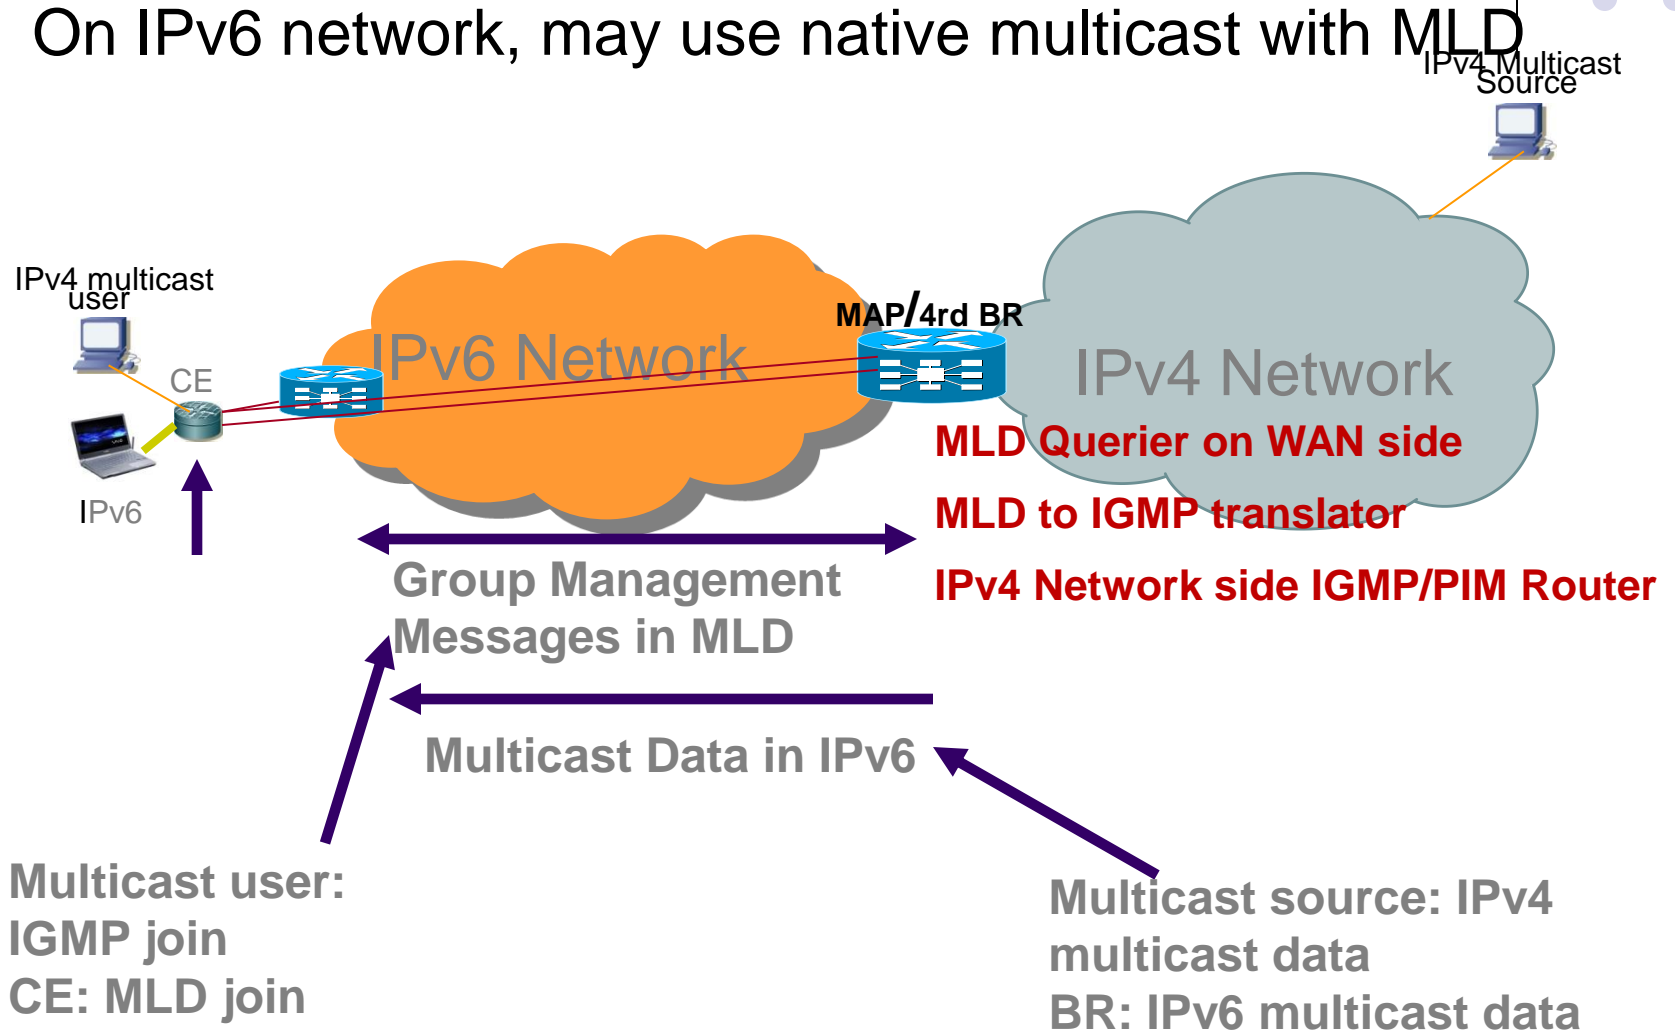 On IPv6 network, may use native multicast with MLD
IPv4 Multicast
Source
IPv4 multicast
user
CE
IPv6
IPv6 Network
MAP/4rd BR
IPv4 Network
MLD Querier on WAN side
MLD to IGMP translator
IPv4 Network side IGMP/PIM Router
Group Management
Messages in MLD
Multicast Data in IPv6
Multicast user:
IGMP join
CE: MLD join
Multicast source: IPv4
multicast data
BR: IPv6 multicast data